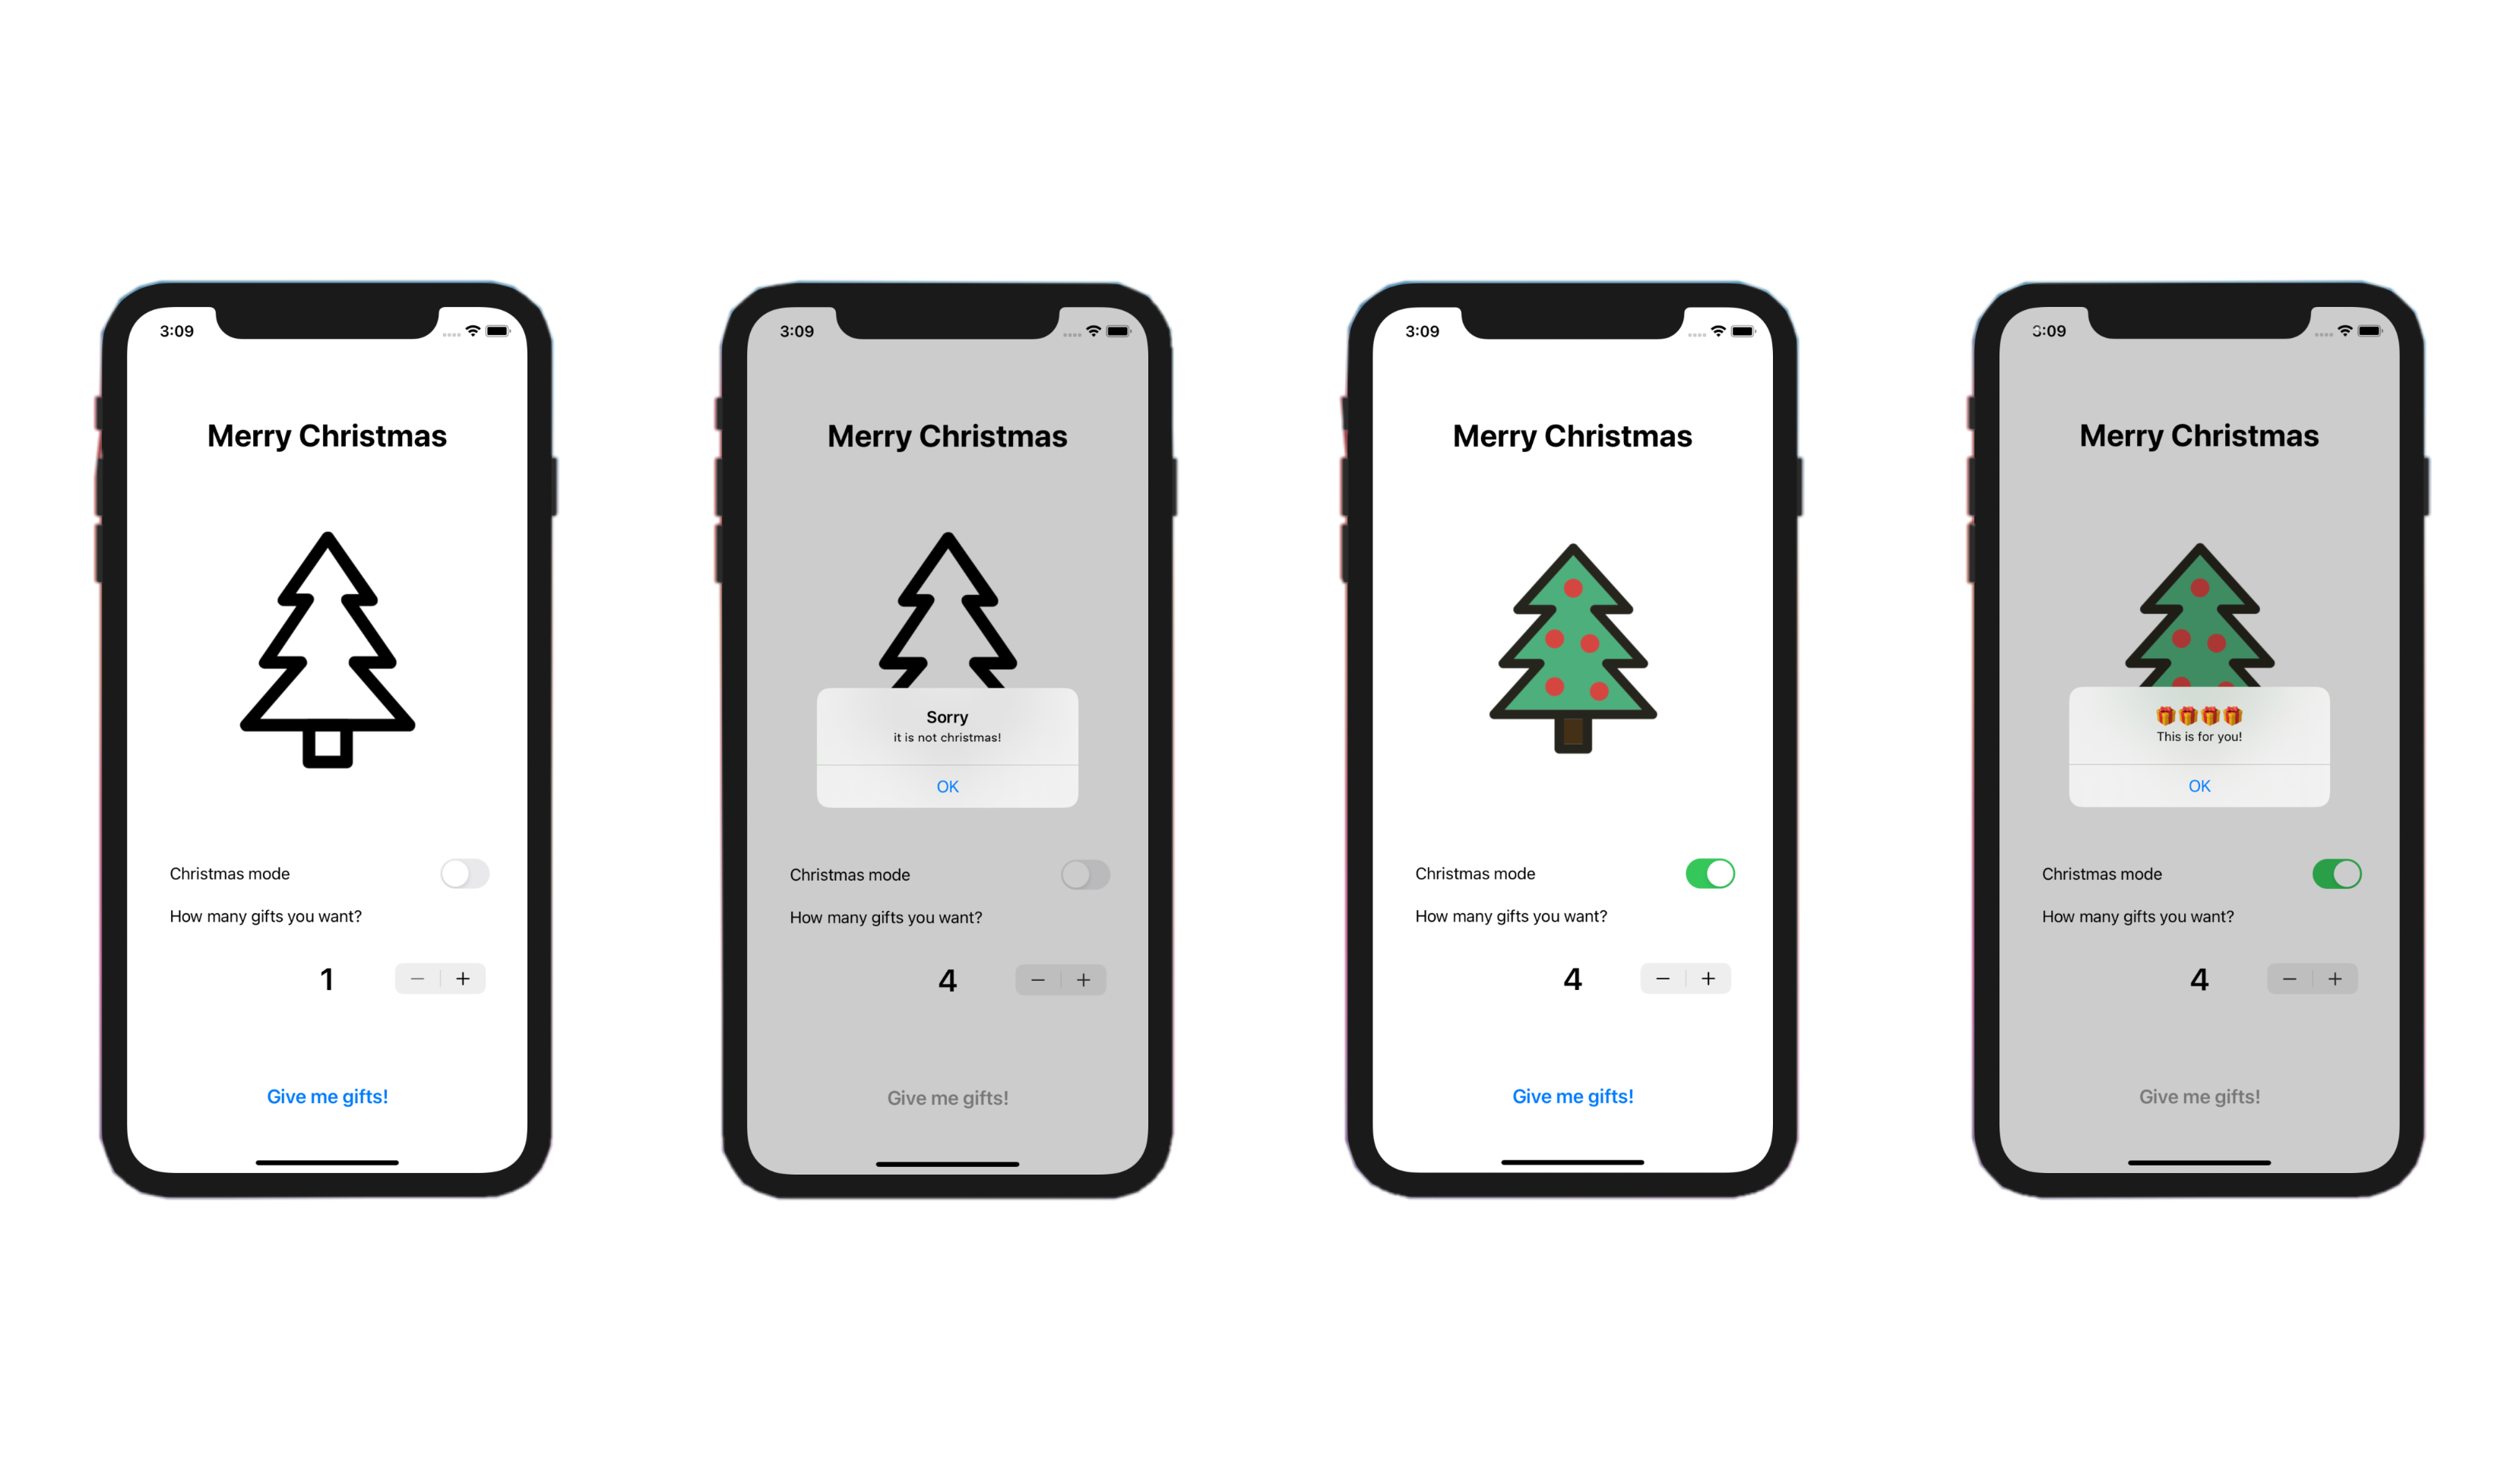 3:09
Merry Christmas
Christmas mode
How many gifts you want?
1
− +
Give me gifts!
3:09
Merry Christmas
Sorry
it is not christmas!
OK
Christmas mode
How many gifts you want?
4
− +
Give me gifts!
3:09
Merry Christmas
Christmas mode
How many gifts you want?
4
− +
Give me gifts!
3:09
Merry Christmas
🎁🎁🎁🎁
This is for you!
OK
Christmas mode
How many gifts you want?
4
− +
Give me gifts!